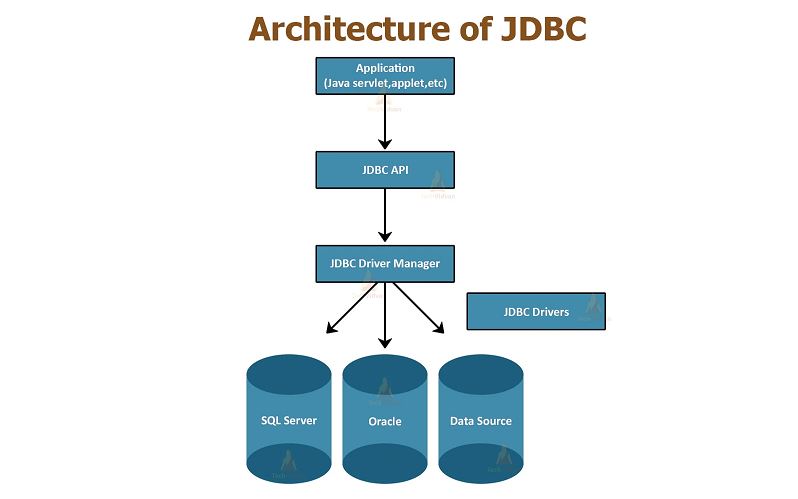 Architecture of JDBC
Application
(Java servlet,applet,etc)
JDBC API
JDBC Driver Manager
JDBC Drivers
SQL Server
Oracle
Data Source